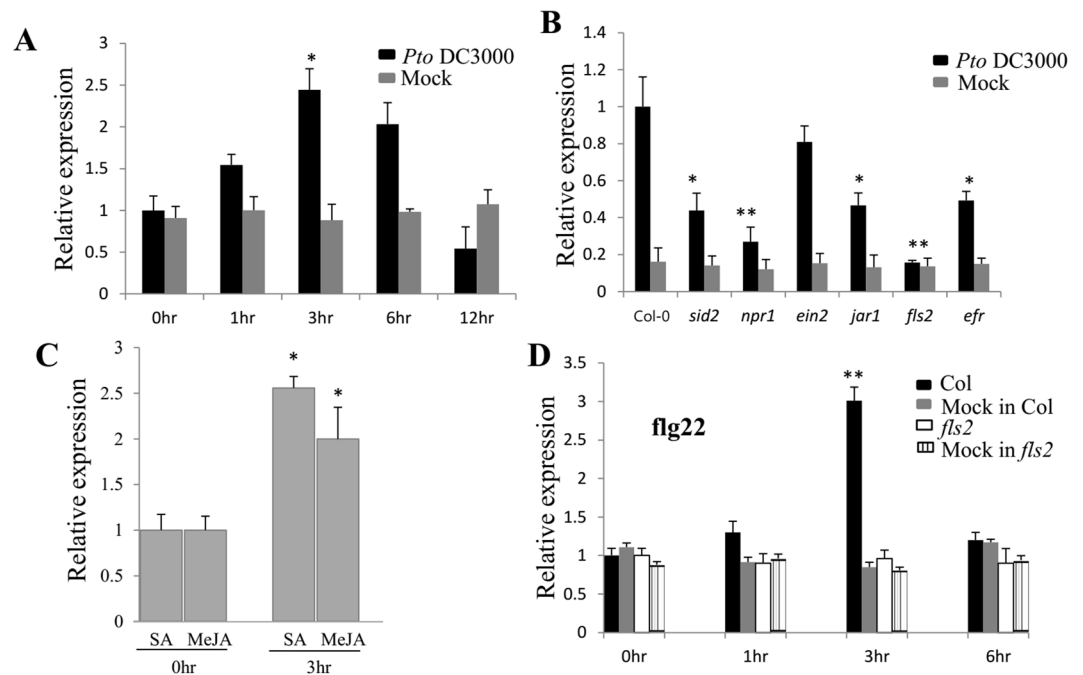 A
Relative expression
3
2.5
2
1.5
1
0.5
0
* 
Pto DC3000
Mock
0hr 1hr 3hr 6hr 12hr
B
Relative expression
1.4
1.2
1
0.8
0.6
0.4
0.2
0
* ** * ** *
Pto DC3000
Mock
Col-0 sid2 npr1 ein2 jar1 fls2 efr
C
Relative expression
3
2.5
2
2.5
1
0.5
0
* *
SA MeJA SA MeJA
0hr 3hr
D
Relative expression
3.5
3
2.5
2
1.5
1
0.5
0
flg22
**
Col
Mock in Col
fls2
Mock in fls2
0hr 1hr 3hr 6hr